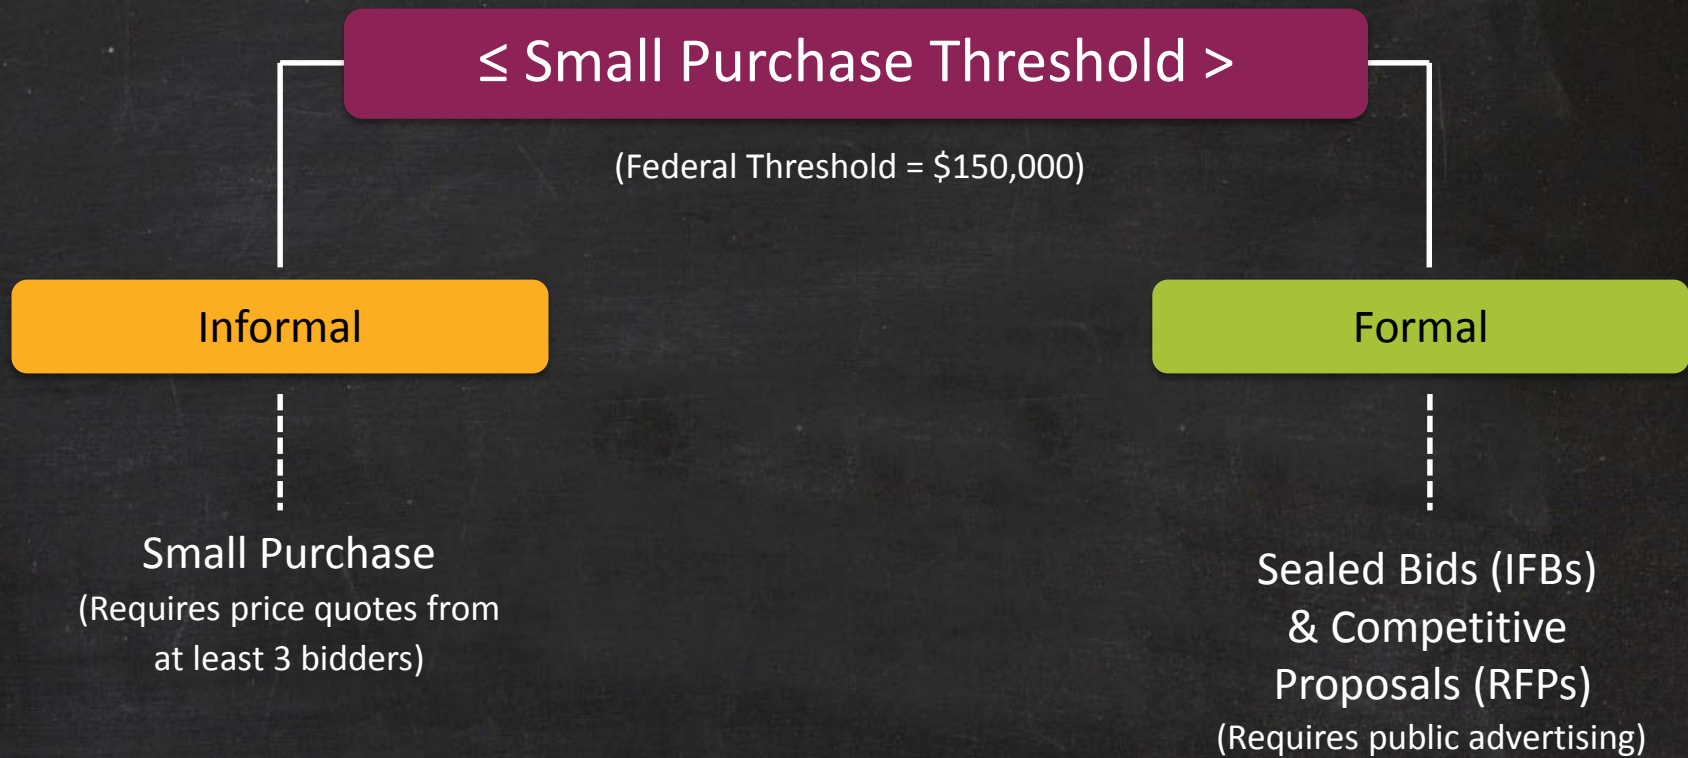 ≤ Small Purchase Threshold >
(Federal Threshold = $150,000)
Informal
Formal
Small Purchase
(Requires price quotes from
at least 3 bidders)
Sealed Bids (IFBs)
& Competitive
Proposals (RFPs)
(Requires public advertising)